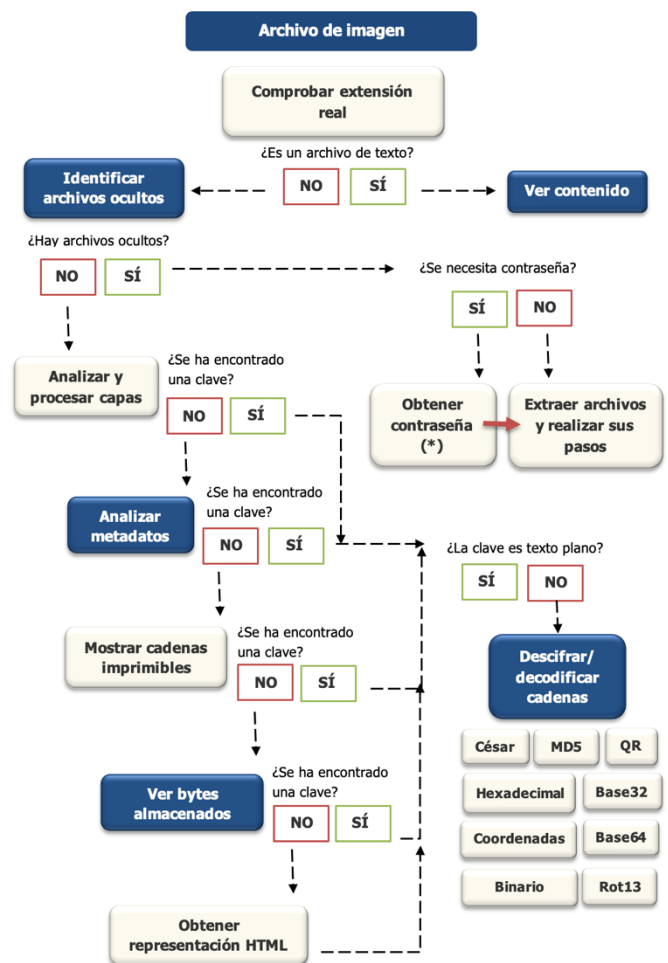 Archivo de imagen
Comprobar extensión
real
¿Es un archivo de texto?
NO
SÍ
Identificar
archivos ocultos
Ver contenido
¿Hay archivos ocultos?
NO
SÍ
¿Se necesita contraseña?
SÍ
NO
Analizar y
procesar capas
¿Se ha encontrado
una clave?
NO
SÍ
Obtener
contraseña
(*)
Extraer archivos
y realizar sus
pasos
Analizar
metadatos
¿Se ha encontrado
una clave?
NO
SÍ
¿La clave es texto plano?
SÍ
NO
Mostrar cadenas
imprimibles
¿Se ha encontrado
una clave?
NO
SÍ
Descifrar/
decodificar
cadenas
César
MD5
QR
Ver bytes
almacenados
¿Se ha encontrado
una clave?
NO
SÍ
Hexadecimal
Base32
Coordenadas
Base64
Binario
Rot13
Obtener
representación HTML